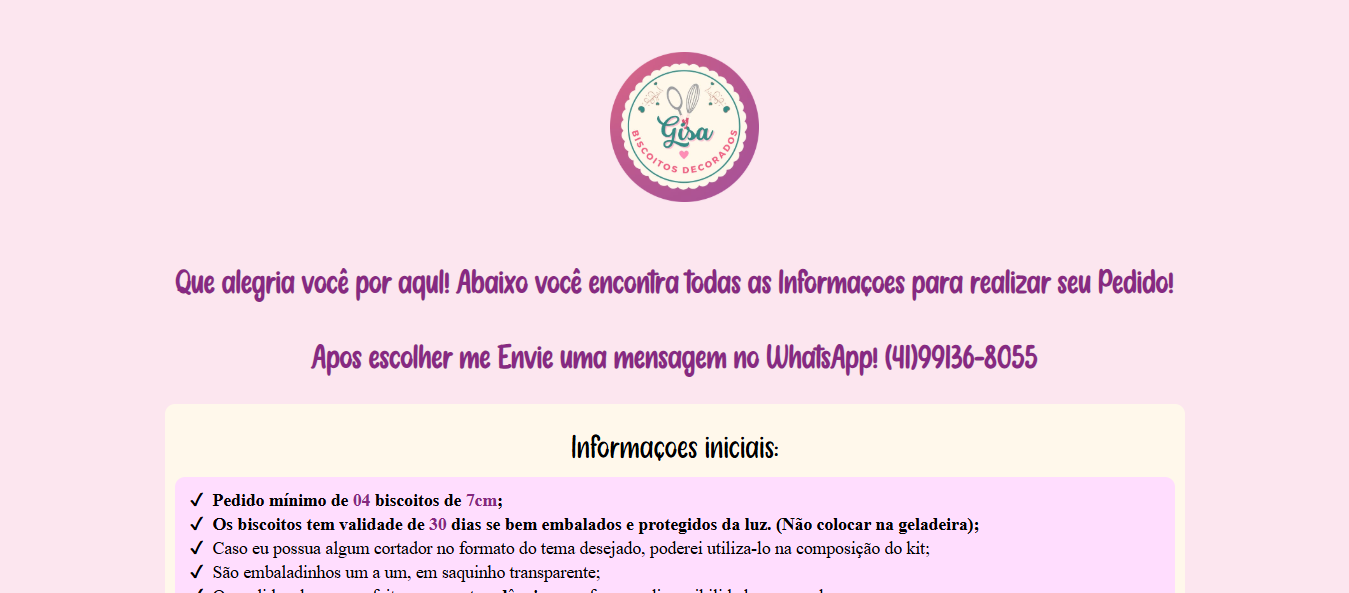 Gisa
BISCOITOS DECORADOS
Que alegria você por aqui! Abaixo você encontra todas as Informaçoes para realizar seu Pedido!
Apos escolher me Envie uma mensagem no WhatsApp! (41)99136-8055
Informaçoes iniciais:
✓ Pedido mínimo de 04 biscoitos de 7cm;
✓ Os biscoitos tem validade de 30 dias se bem embalados e protegidos da luz. (Não colocar na geladeira);
✓ Caso eu possua algum cortador no formato do tema desejado, poderei utiliza-lo na composição do kit;
✓ São embaladinhos um a um, em saquinho transparente;